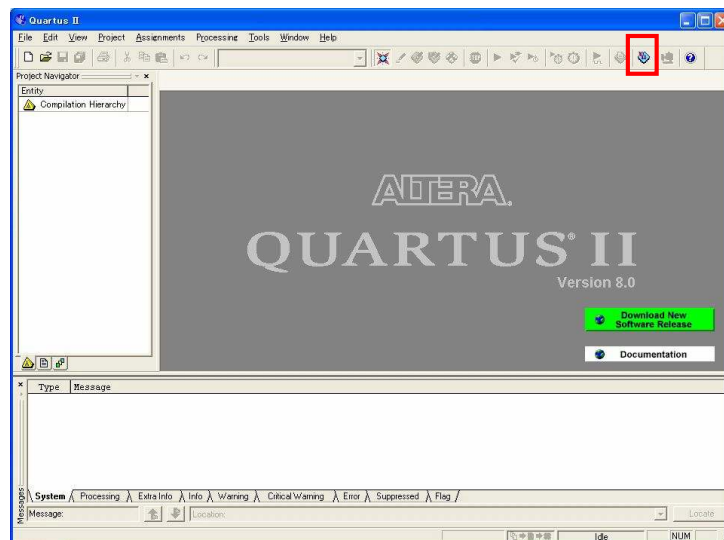 Quartus II
File Edit View Project Assignments Processing Tools Window Help
Project Navigator
Entity
Compilation Hierarchy
ALTERA.
QUARTUS® II
Version 8.0
Download New
Software Release
Documentation
Type Message
System Processing Extra Info Info Warning Critical Warning Error Suppressed Flag
Messages
Message: Location: Locate
Idle NUM